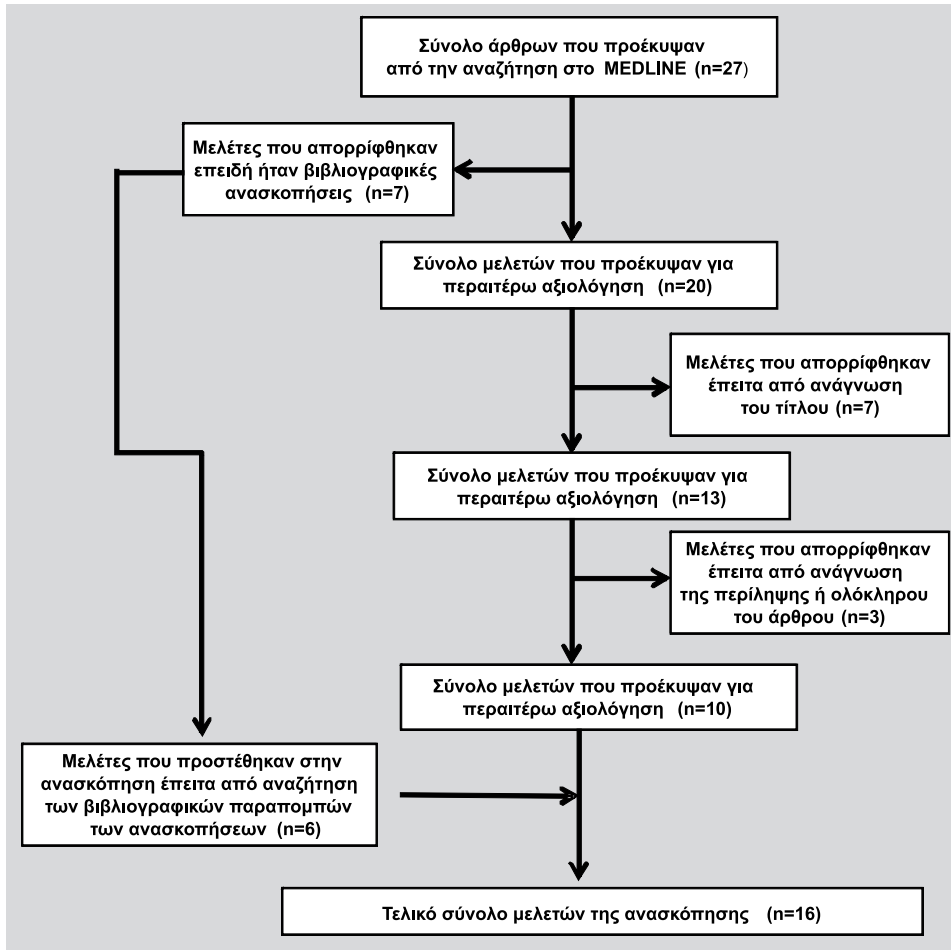 Σύνολο άρθρων που προέκυψαν
από την αναζήτηση στο MEDLINE (n=27)
Μελέτες που απορρίφθηκαν
επειδή ήταν βιβλιογραφικές
ανασκοπήσεις (n=7)
Σύνολο μελετών που προέκυψαν για
περαιτέρω αξιολόγηση (n=20)
Μελέτες που απορρίφθηκαν
έπειτα από ανάγνωση
του τίτλου (n=7)
Σύνολο μελετών που προέκυψαν για
περαιτέρω αξιολόγηση (n=13)
Μελέτες που απορρίφθηκαν
έπειτα από ανάγνωση
της περίληψης ή ολόκληρου
του άρθρου (n=3)
Σύνολο μελετών που προέκυψαν για
περαιτέρω αξιολόγηση (n=10)
Μελέτες που προστέθηκαν στην
ανασκόπηση έπειτα από αναζήτηση
των βιβλιογραφικών παραπομπών
των ανασκοπήσεων (n=6)
Τελικό σύνολο μελετών της ανασκόπησης (n=16)